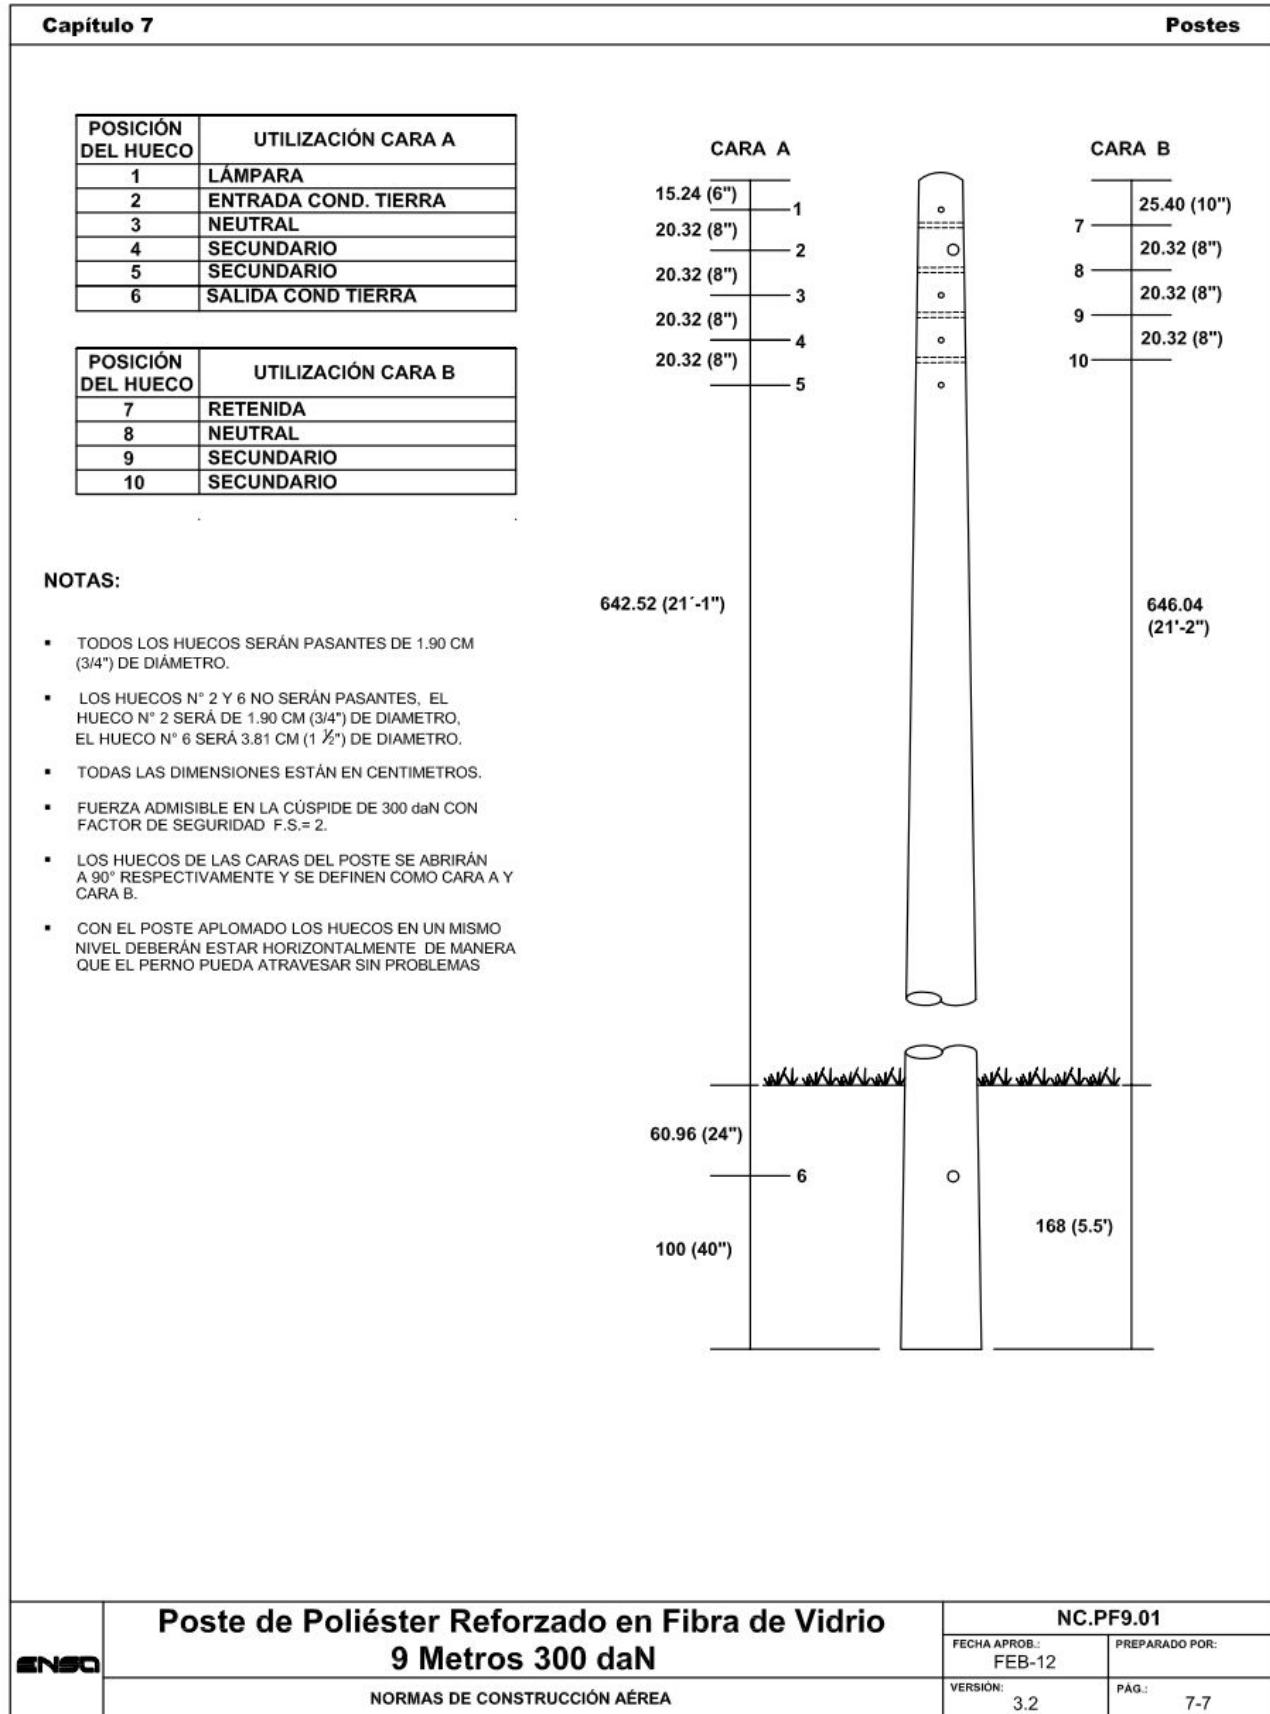 Capítulo 7 Postes
POSICIÓN DEL HUECO UTILIZACIÓN CARA A
1 LÁMPARA
2 ENTRADA COND. TIERRA
3 NEUTRAL
4 SECUNDARIO
5 SECUNDARIO
6 SALIDA COND TIERRA
POSICIÓN DEL HUECO UTILIZACIÓN CARA B
7 RETENIDA
8 NEUTRAL
9 SECUNDARIO
10 SECUNDARIO
NOTAS:
▪ TODOS LOS HUECOS SERÁN PASANTES DE 1.90 CM
(3/4") DE DIÁMETRO.
▪ LOS HUECOS N° 2 Y 6 NO SERÁN PASANTES, EL
HUECO N° 2 SERÁ DE 1.90 CM (3/4") DE DIAMETRO,
EL HUECO N° 6 SERÁ 3.81 CM (1 ½") DE DIAMETRO.
▪ TODAS LAS DIMENSIONES ESTÁN EN CENTIMETROS.
▪ FUERZA ADMISIBLE EN LA CÚSPIDE DE 300 daN CON
FACTOR DE SEGURIDAD F.S.= 2.
▪ LOS HUECOS DE LAS CARAS DEL POSTE SE ABRIRÁN
A 90° RESPECTIVAMENTE Y SE DEFINEN COMO CARA A Y
CARA B.
▪ CON EL POSTE APLOMADO LOS HUECOS EN UN MISMO
NIVEL DEBERÁN ESTAR HORIZONTALMENTE DE MANERA
QUE EL PERNO PUEDA ATRAVESAR SIN PROBLEMAS
CARA A
15.24 (6")
1
20.32 (8")
2
20.32 (8")
3
20.32 (8")
4
20.32 (8")
5
642.52 (21´-1")
60.96 (24")
6
100 (40")
CARA B
25.40 (10")
7
20.32 (8")
8
20.32 (8")
9
20.32 (8")
10
646.04
(21'-2")
168 (5.5')
ENSA
Poste de Poliéster Reforzado en Fibra de Vidrio
9 Metros 300 daN
NORMAS DE CONSTRUCCIÓN AÉREA
NC.PF9.01
FECHA APROB.:
FEB-12
PREPARADO POR:
VERSIÓN:
3.2
PÁG.:
7-7